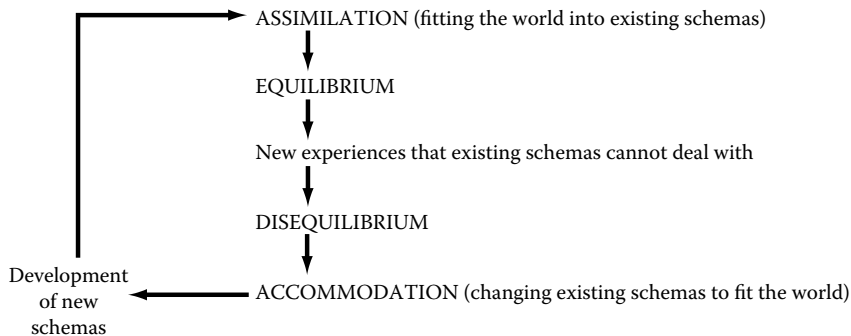 ASSIMILATION (fitting the world into existing schemas)
EQUILIBRIUM
New experiences that existing schemas cannot deal with
DISEQUILIBRIUM
ACCOMMODATION (changing existing schemas to fit the world)
Development
of new
schemas